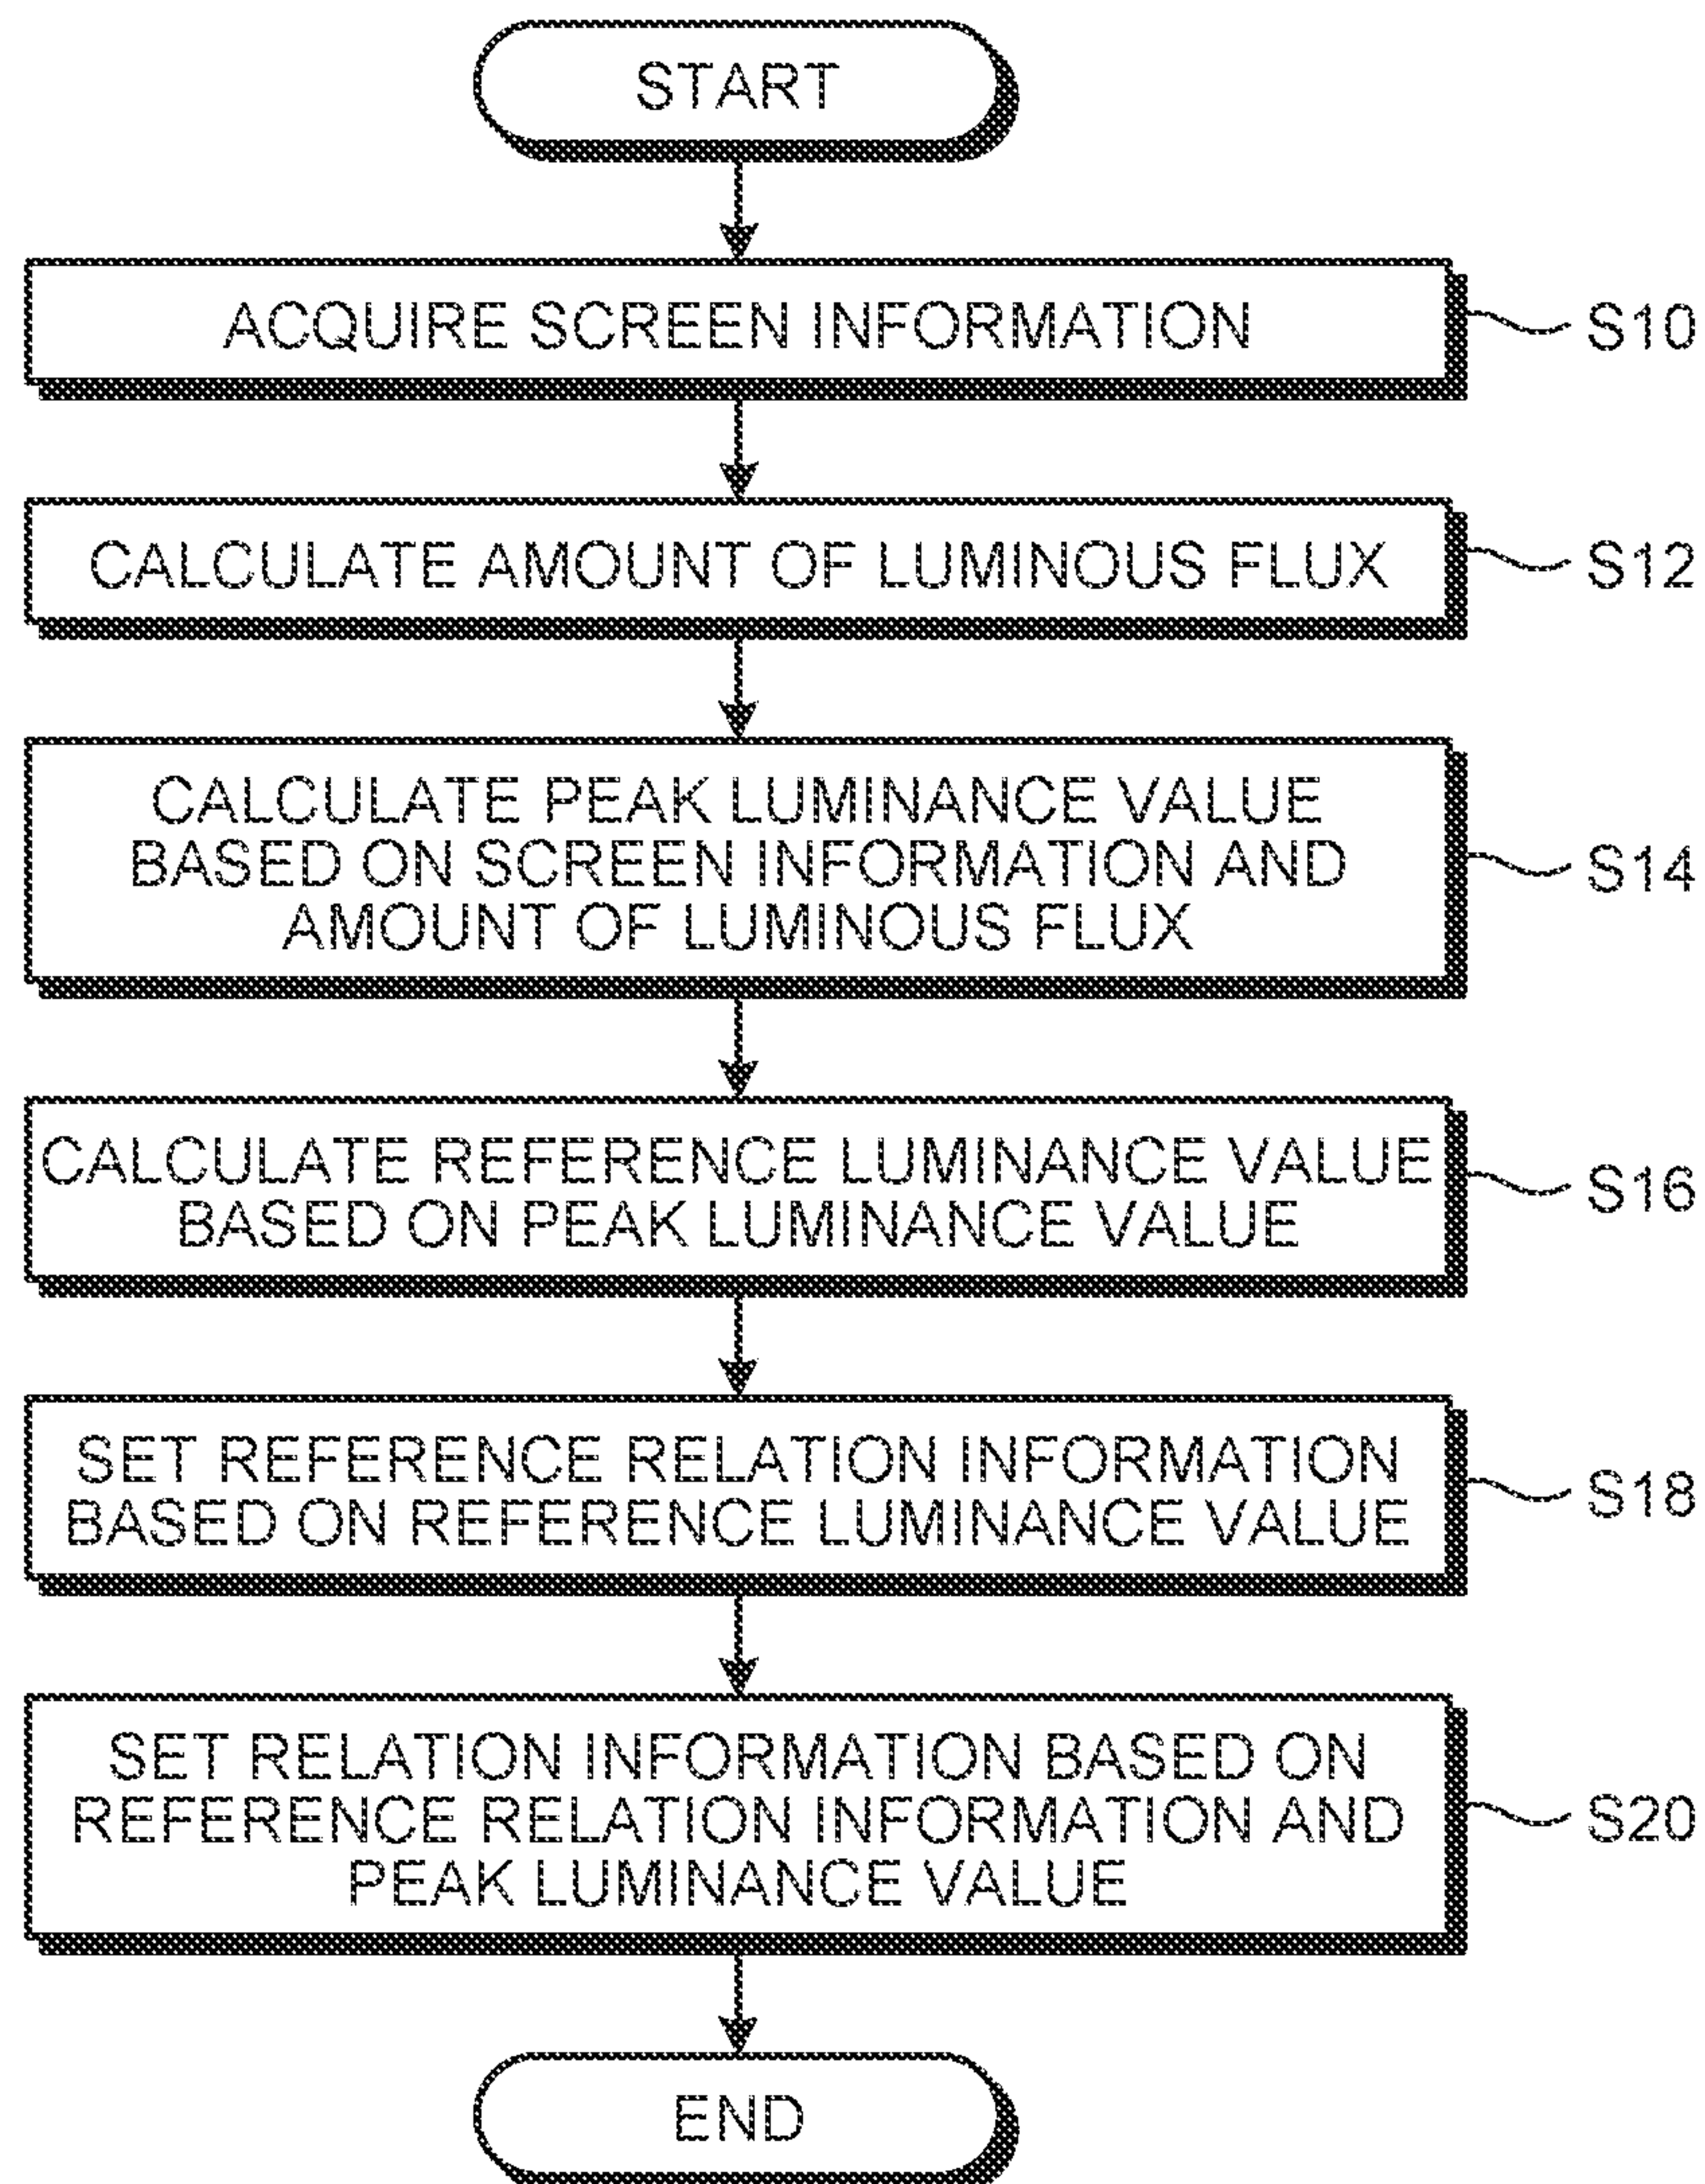 START
ACQUIRE SCREEN INFORMATION
S10
CALCULATE AMOUNT OF LUMINOUS FLUX
S12
CALCULATE PEAK LUMINANCE VALUE
BASED ON SCREEN INFORMATION AND
AMOUNT OF LUMINOUS FLUX
S14
CALCULATE REFERENCE LUMINANCE VALUE
BASED ON PEAK LUMINANCE VALUE
S16
SET REFERENCE RELATION INFORMATION
BASED ON REFERENCE LUMINANCE VALUE
S18
SET RELATION INFORMATION BASED ON
REFERENCE RELATION INFORMATION AND
PEAK LUMINANCE VALUE
S20
END